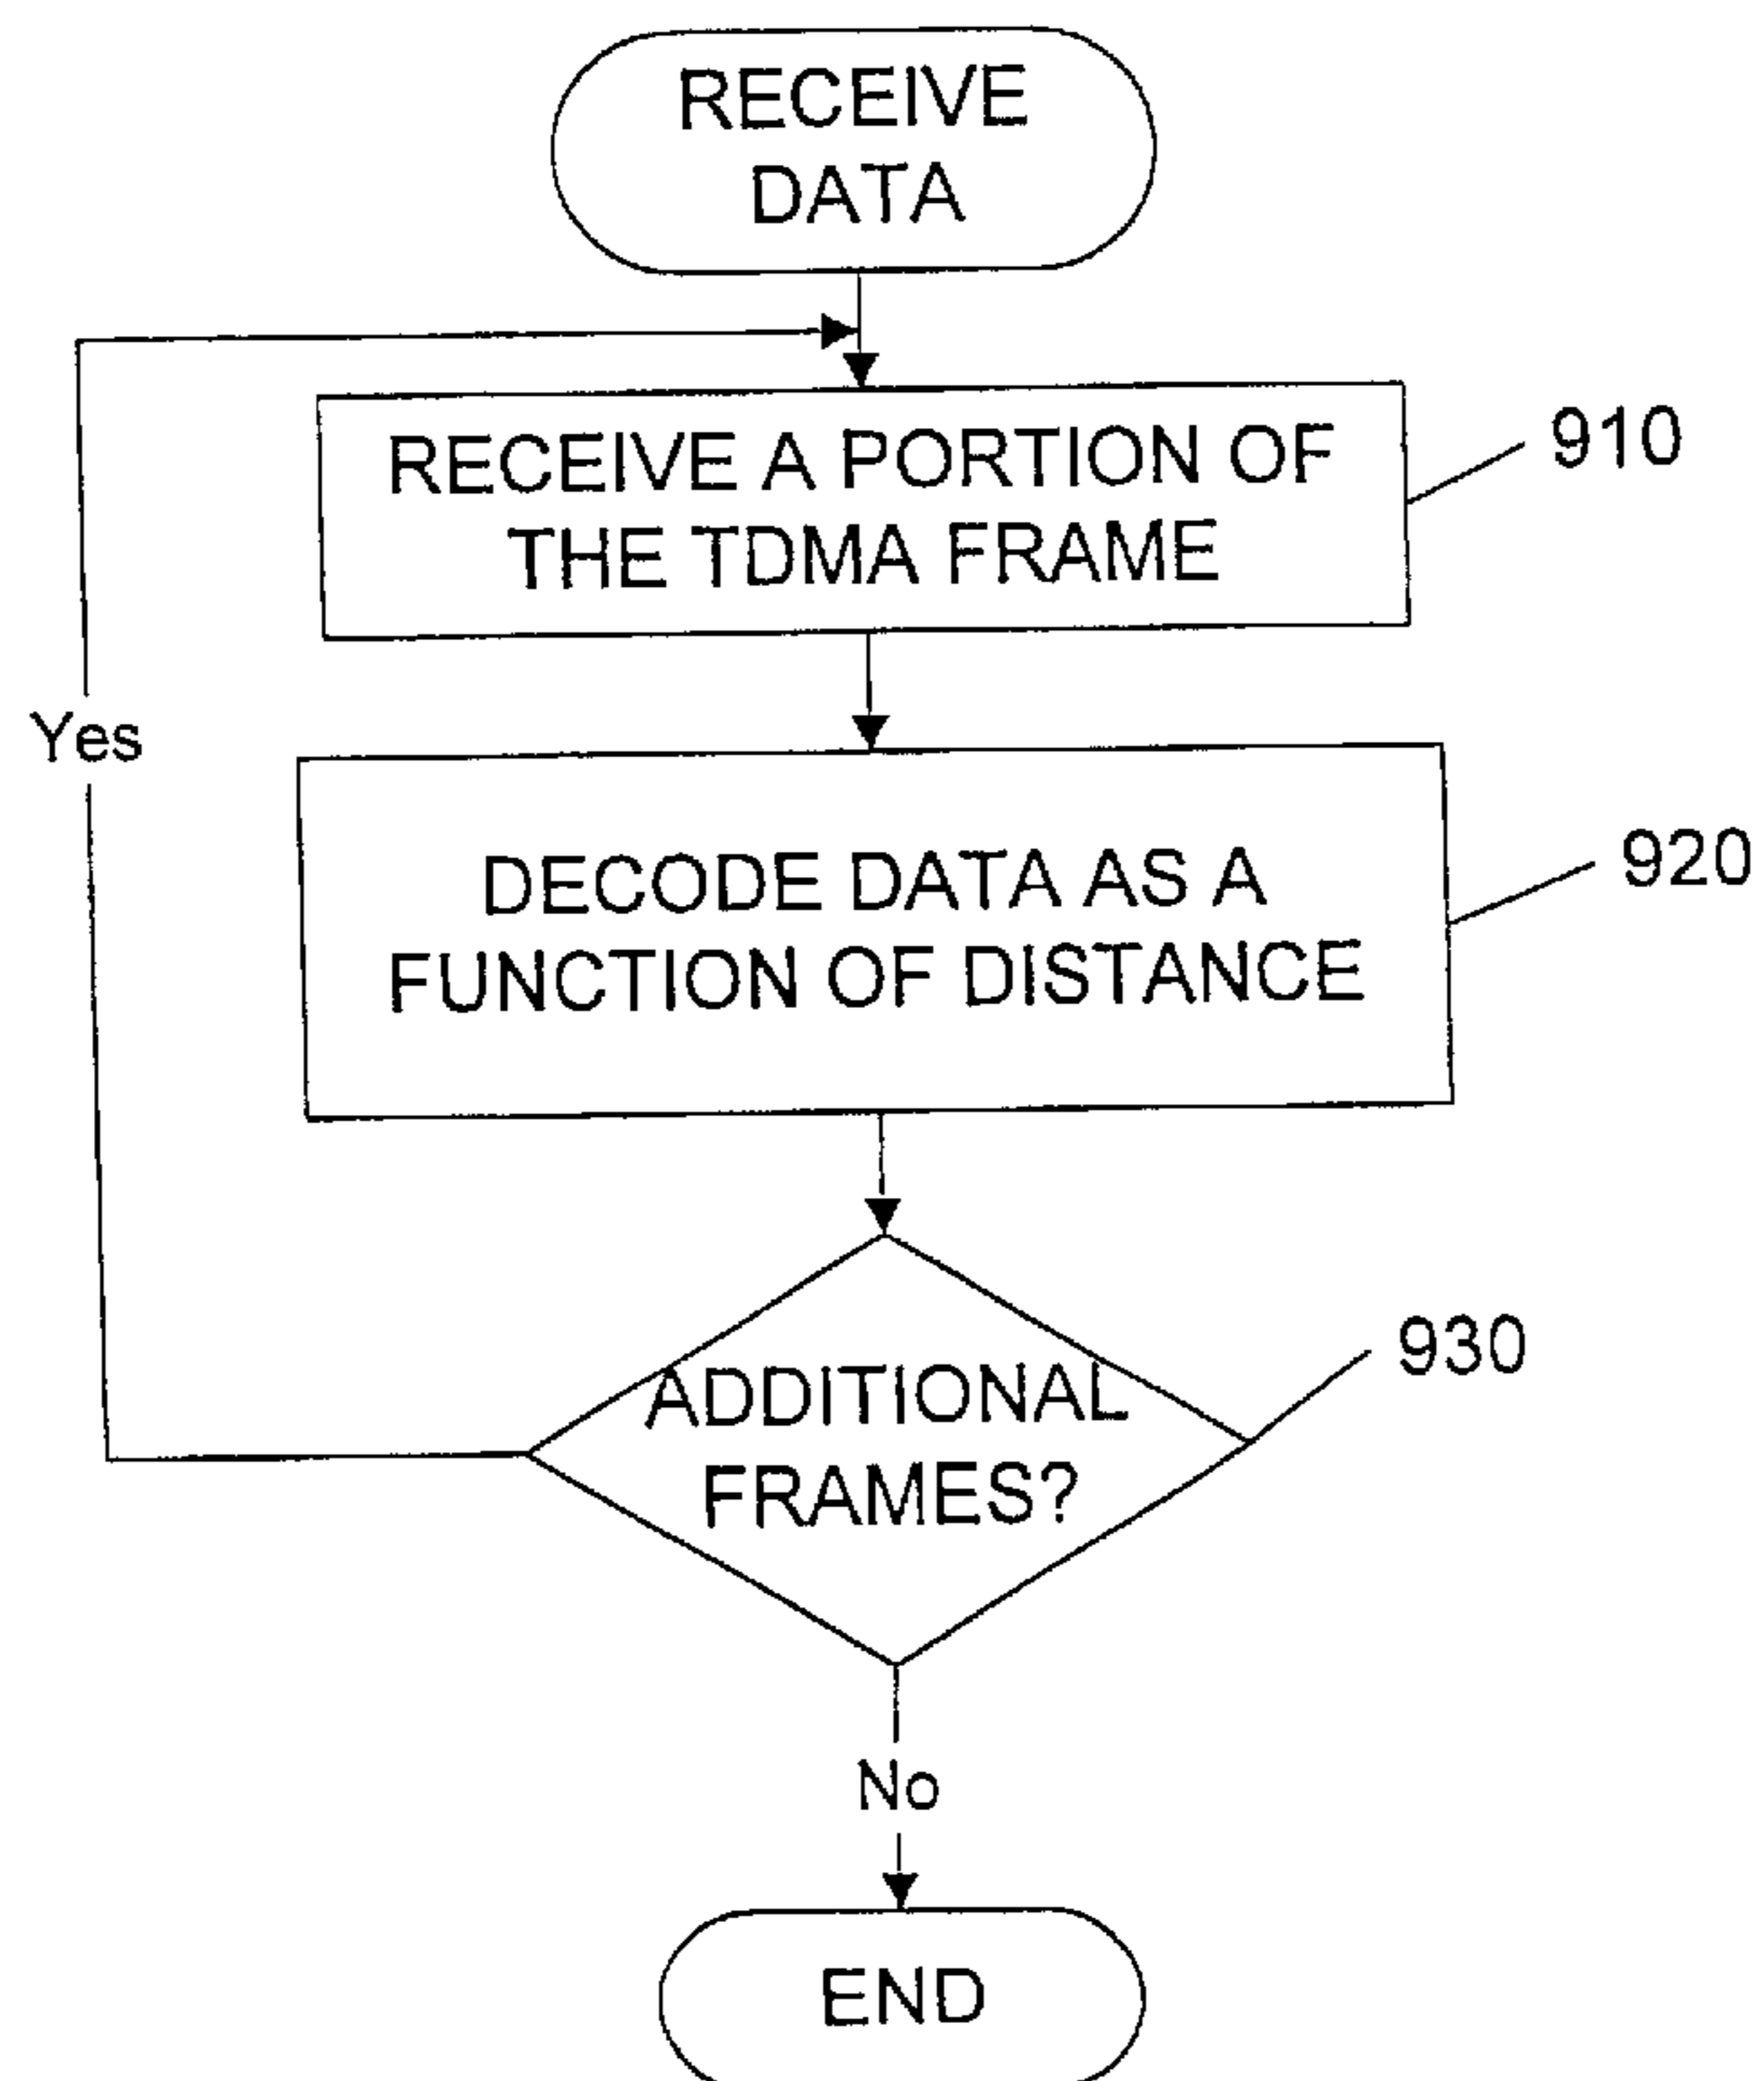 RECEIVE
DATA
RECEIVE A PORTION OF
THE TDMA FRAME
910
Yes
DECODE DATA AS A
FUNCTION OF DISTANCE
920
ADDITIONAL
FRAMES?
930
No
END